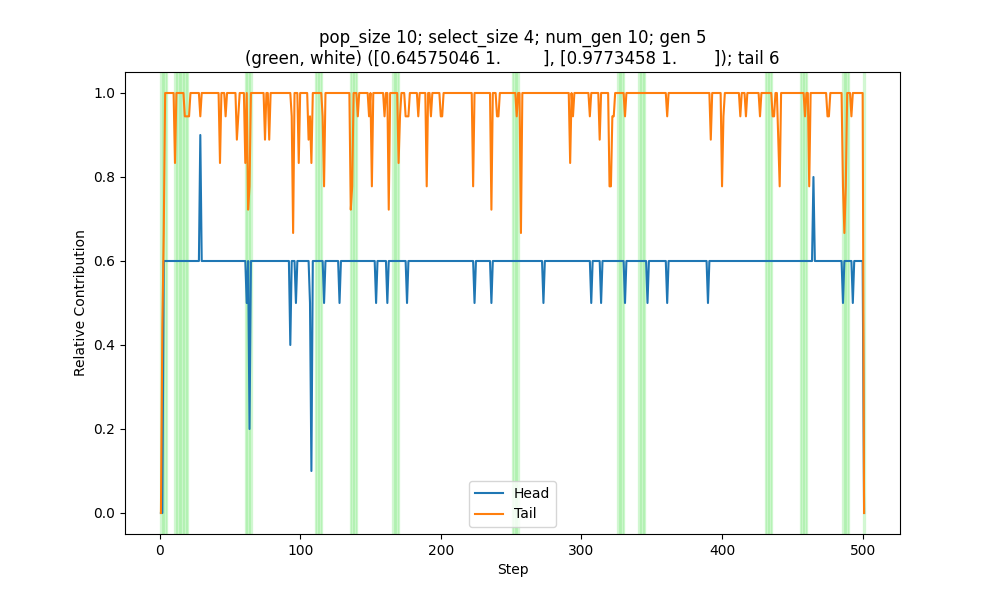 pop_size 10; select_size 4; num_gen 10; gen 5
(green, white) ([0.64575046 1.        ], [0.9773458 1.        ]); tail 6
1.0
0.8
0.6
0.4
0.2
0.0
Relative Contribution
Head
Tail
0 100 200 300 400 500
Step